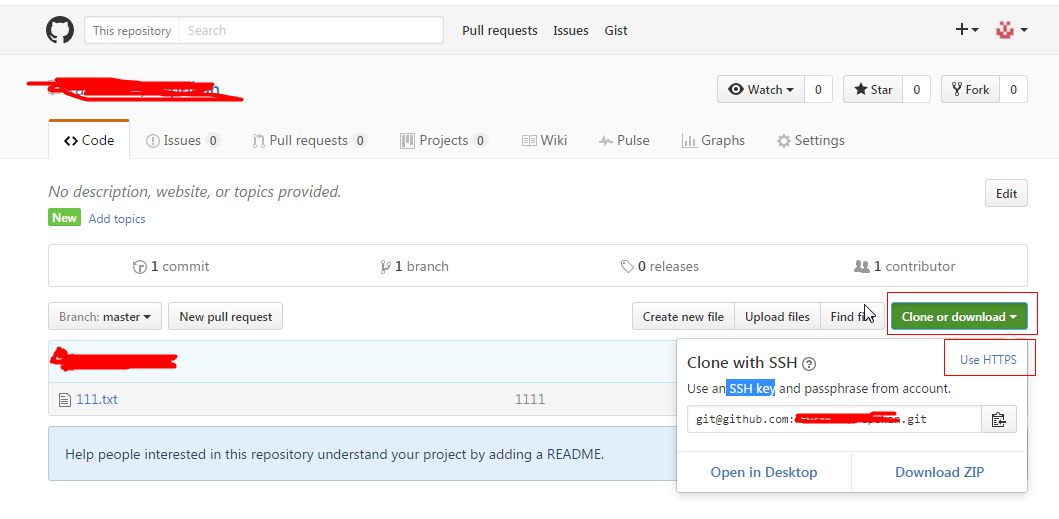 This repository Search Pull requests Issues Gist
Watch 0 Star 0 Fork 0
Code Issues 0 Pull requests 0 Projects 0 Wiki Pulse Graphs Settings
No description, website, or topics provided. Edit
New Add topics
1 commit 1 branch 0 releases 1 contributor
Branch: master New pull request Create new file Upload files Find Clone or download
Clone with SSH Use HTTPS
Use an SSH key and passphrase from account.
111.txt 1111
git@github.com: .git
Help people interested in this repository understand your project by adding a README.
Open in Desktop Download ZIP